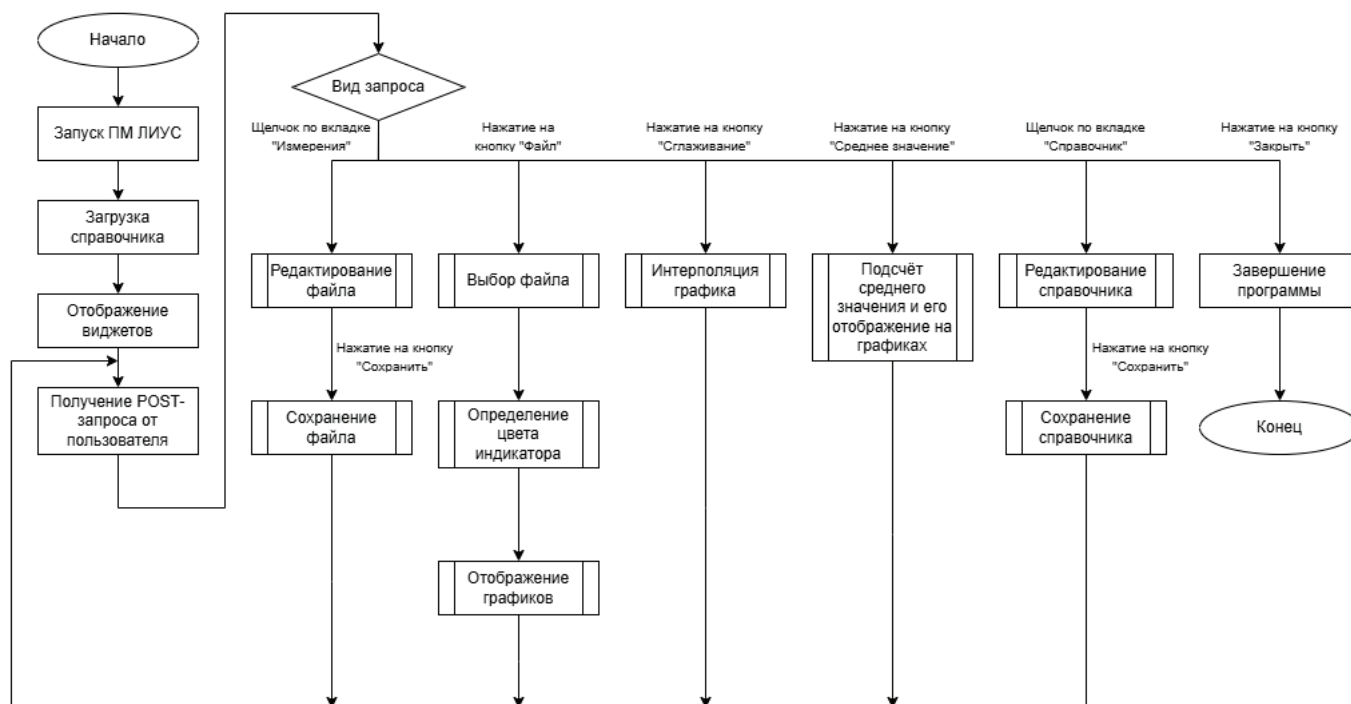 Начало
Запуск ПМ ЛИУС
Загрузка
справочника
Отображение
виджетов
Получение POST-
запроса от
пользователя
Вид запроса
Щелчок по вкладке
"Измерения"
Редактирование
файла
Нажатие на кнопку
"Сохранить"
Сохранение
файла
Нажатие на
кнопку "Файл"
Выбор файла
Определение
цвета
индикатора
Отображение
графиков
Нажатие на кнопку
"Сглаживание"
Интерполяция
графика
Нажатие на кнопку
"Среднее значение"
Подсчёт
среднего
значения и его
отображение на
графиках
Щелчок по вкладке
"Справочник"
Редактирование
справочника
Нажатие на кнопку
"Сохранить"
Сохранение
справочника
Нажатие на кнопку
"Закрыть"
Завершение
программы
Конец